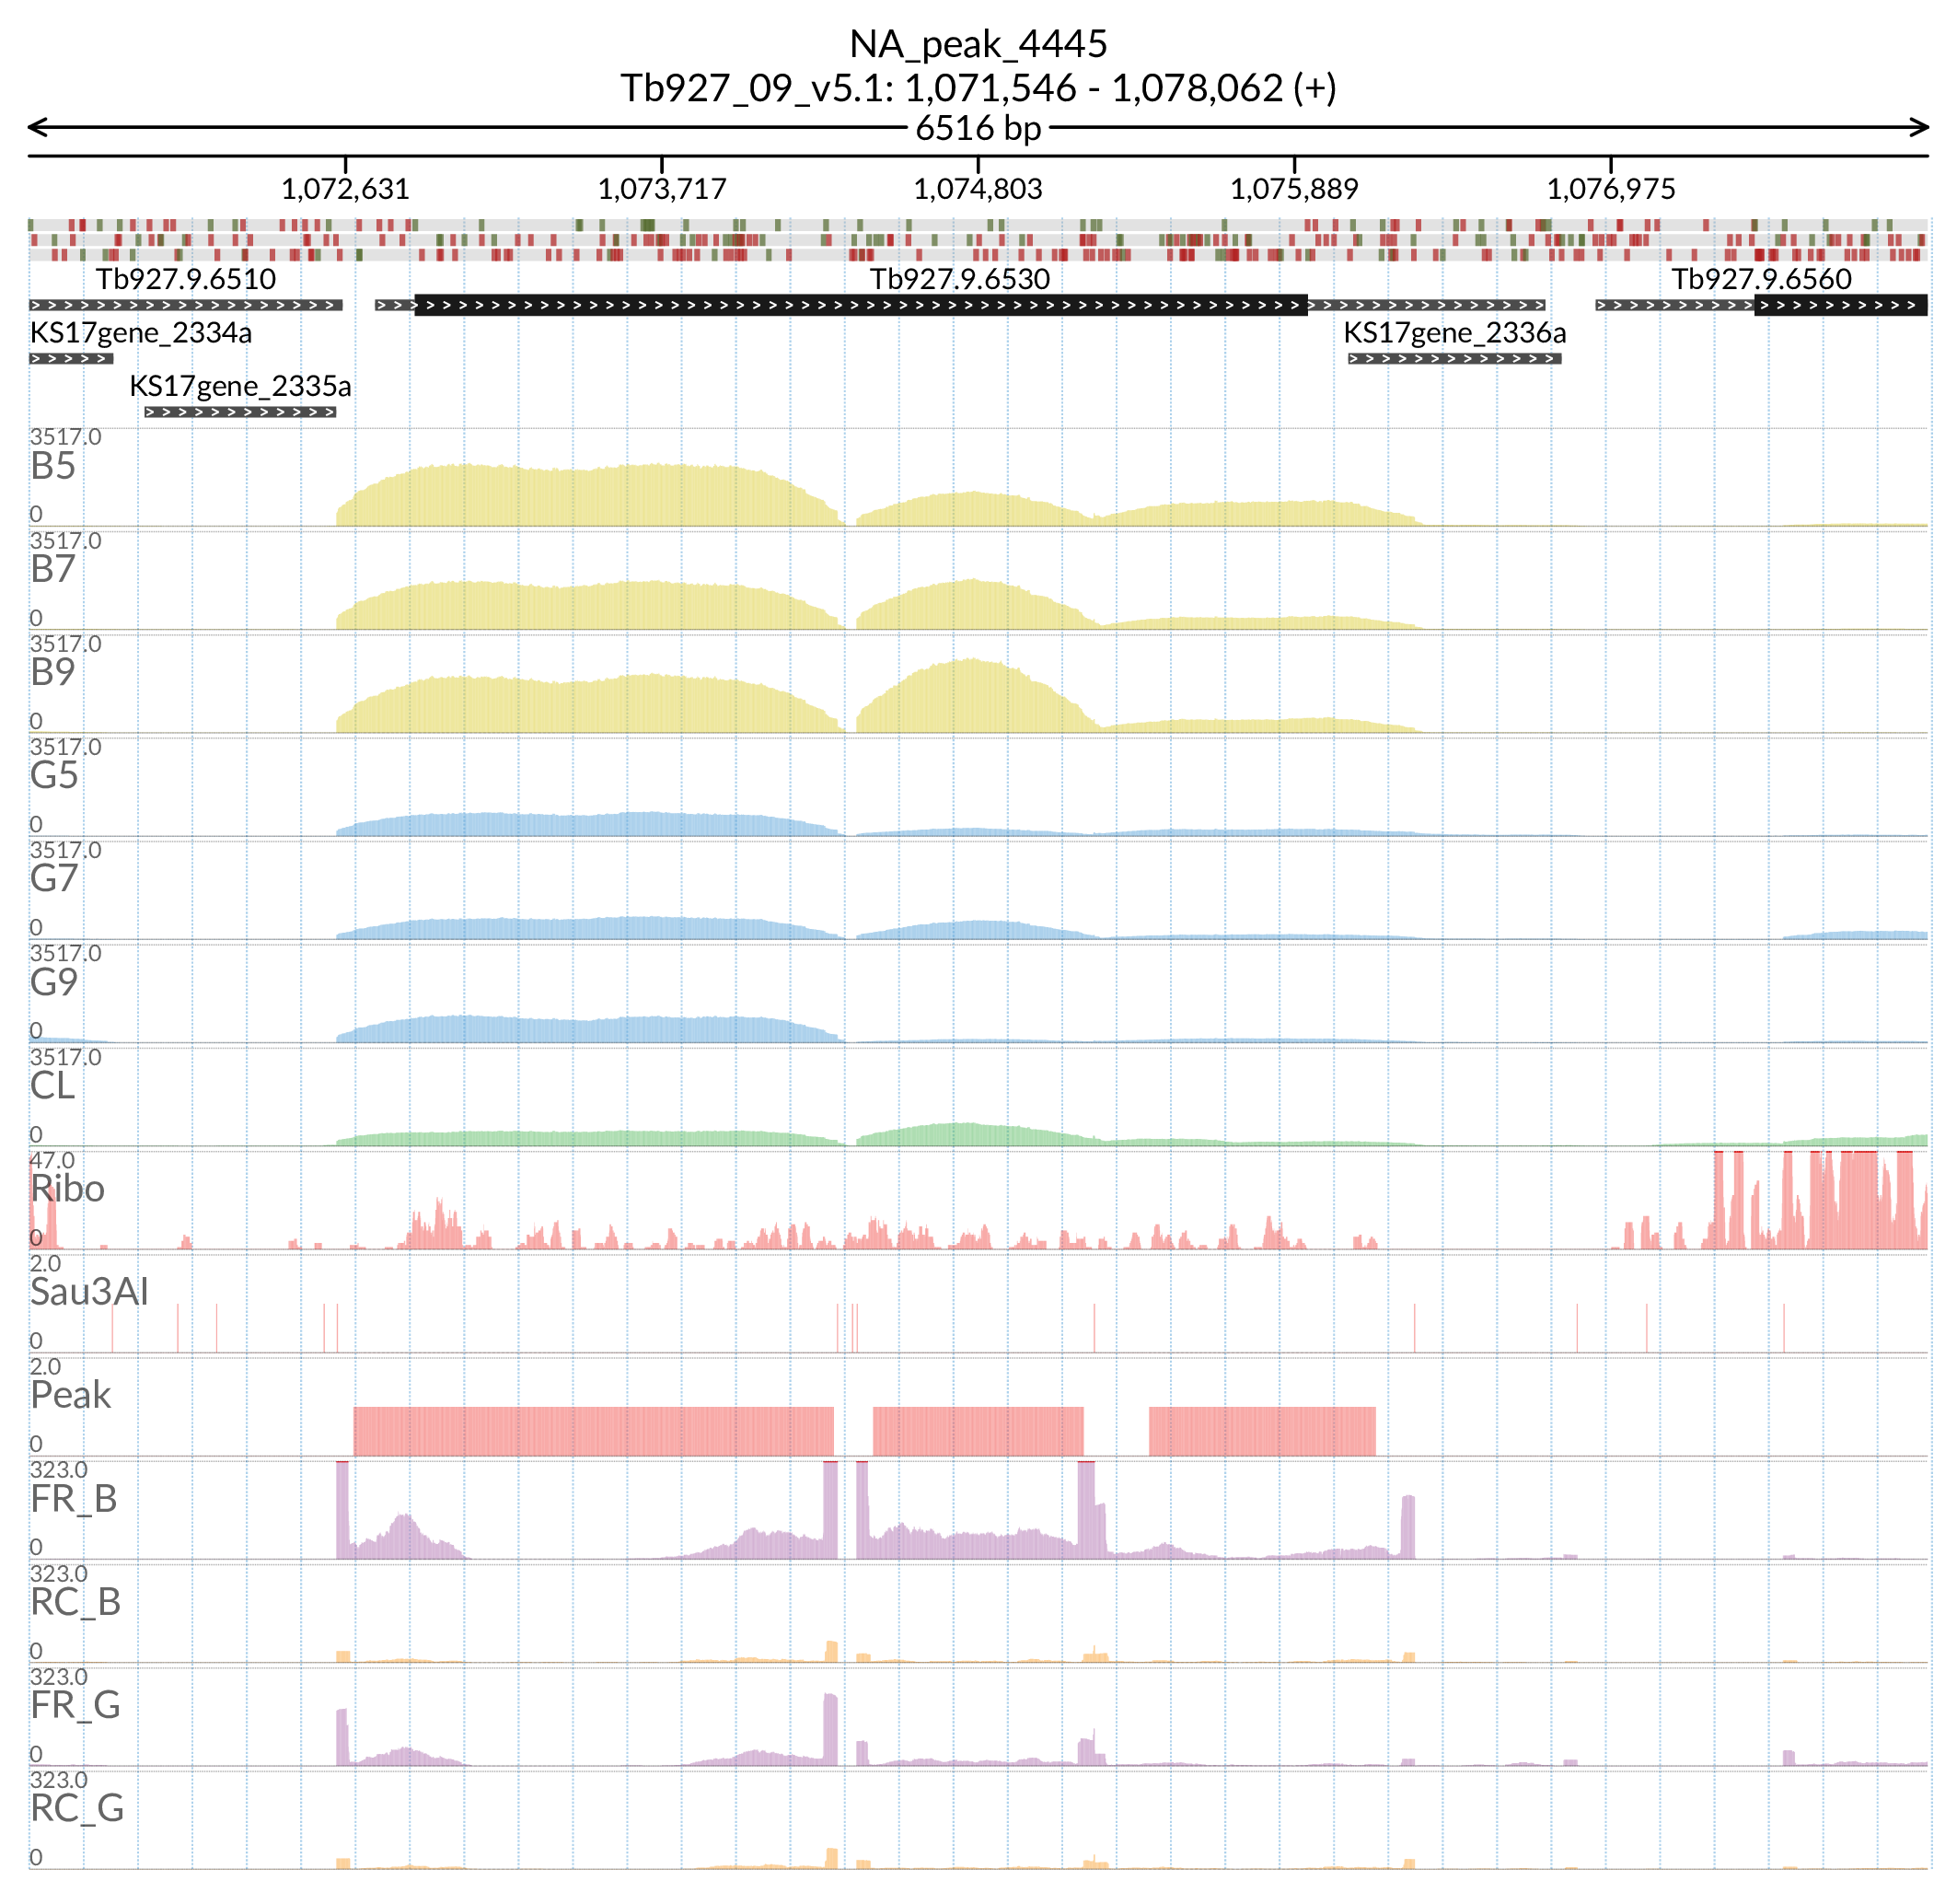 NA_peak_4445
Tb927_09_v5.1: 1,071,546 - 1,078,062 (+)
6516 bp
1,072,631 1,073,717 1,074,803 1,075,889 1,076,975
Tb927.9.6510 Tb927.9.6530 Tb927.9.6560
KS17gene_2334a KS17gene_2336a
KS17gene_2335a
3517.0
B5
0
3517.0
B7
0
3517.0
B9
0
3517.0
G5
0
3517.0
G7
0
3517.0
G9
0
3517.0
CL
0
47.0
Ribo
0
2.0
Sau3AI
0
2.0
Peak
0
323.0
FR_B
0
323.0
RC_B
0
323.0
FR_G
0
323.0
RC_G
0